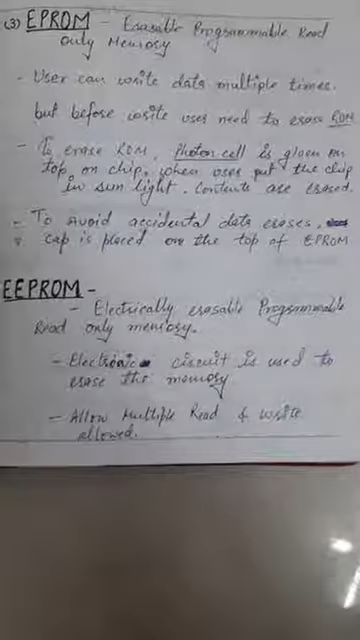 (3) EPROM - Erasable Programmable Read
Only Memory
- User can write data multiple times.
but before write user need to erase ROM
- To erase ROM, Photon cell is given on
top on chip, when user put the chip
in sun light. Contents are erased.
- To Avoid accidental data erases,
cap is placed on the top of EPROM
EEPROM -
- Electrically erasable Programmable
Read only memory.
- Electronic circuit is used to
erase the memory
- Allow Multiple Read & write
allowed.